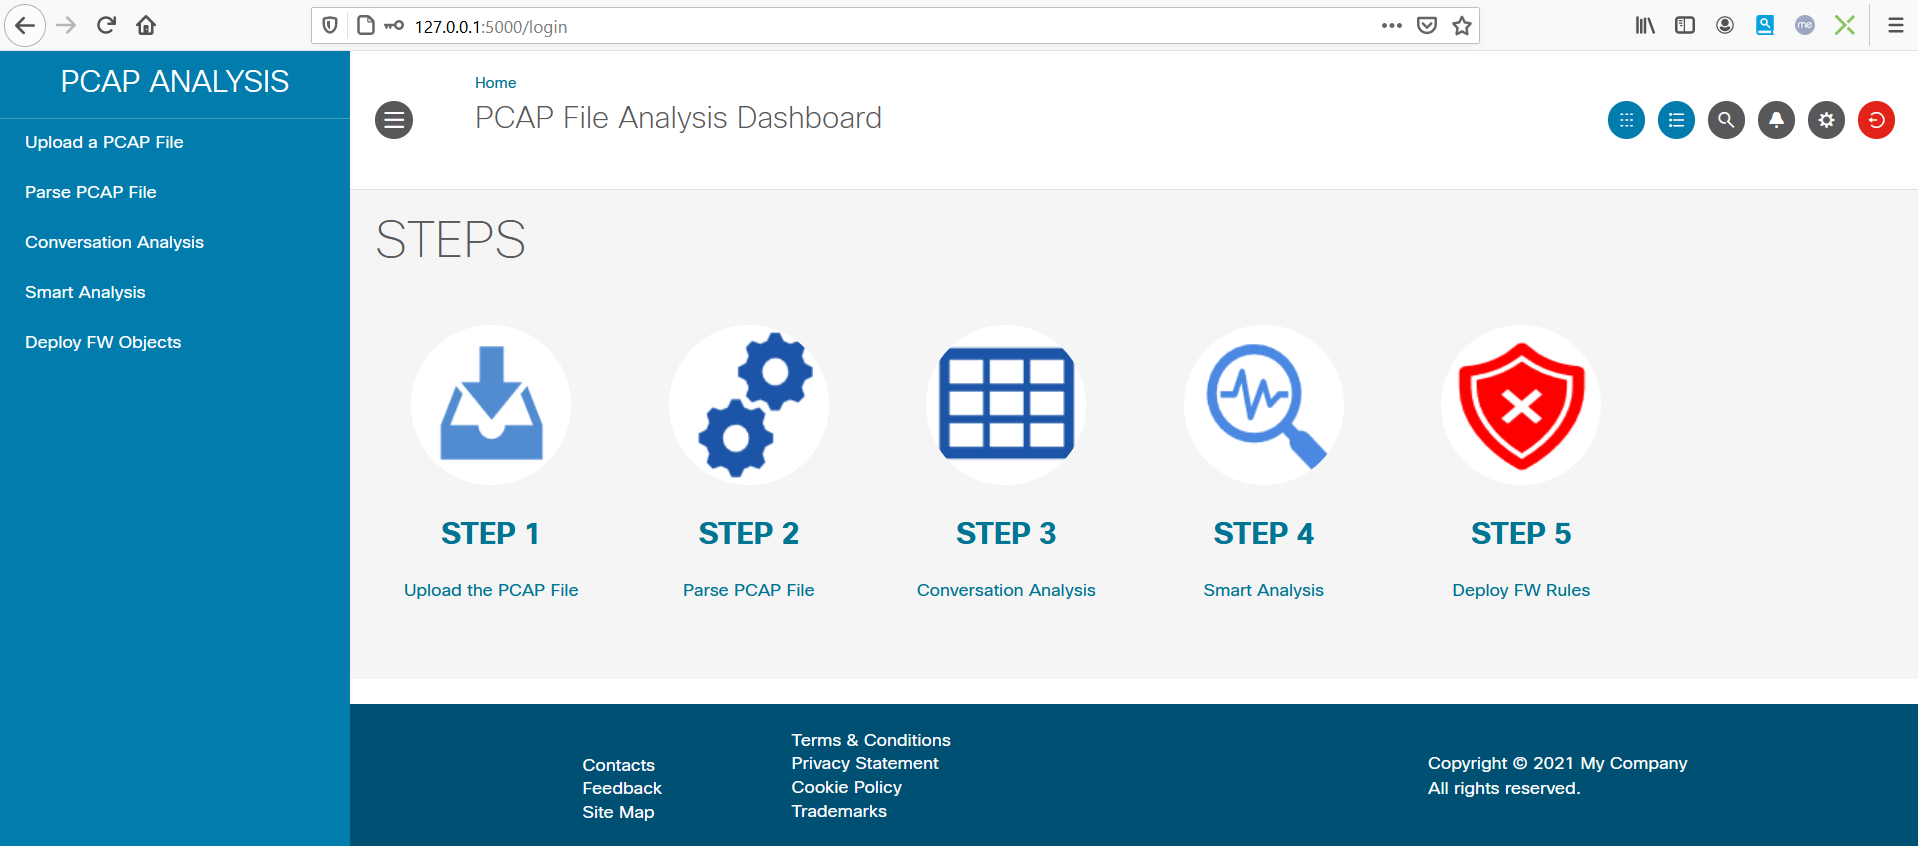 127.0.0.1:5000/login
me
PCAP ANALYSIS
Upload a PCAP File
Parse PCAP File
Conversation Analysis
Smart Analysis
Deploy FW Objects
Home
PCAP File Analysis Dashboard
STEPS
STEP 1
Upload the PCAP File
STEP 2
Parse PCAP File
STEP 3
Conversation Analysis
STEP 4
Smart Analysis
STEP 5
Deploy FW Rules
Contacts
Feedback
Site Map
Terms & Conditions
Privacy Statement
Cookie Policy
Trademarks
Copyright © 2021 My Company
All rights reserved.